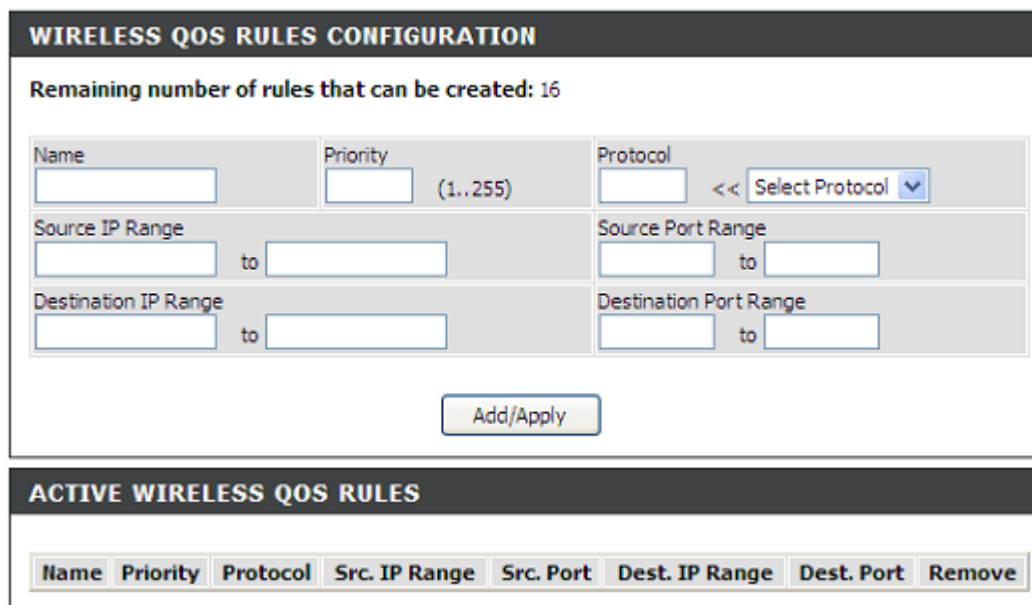 WIRELESS QOS RULES CONFIGURATION
Remaining number of rules that can be created: 16
Name Priority Protocol
(1..255) << Select Protocol
Source IP Range Source Port Range
to to
Destination IP Range Destination Port Range
to to
Add/Apply
ACTIVE WIRELESS QOS RULES
Name Priority Protocol Src. IP Range Src. Port Dest. IP Range Dest. Port Remove